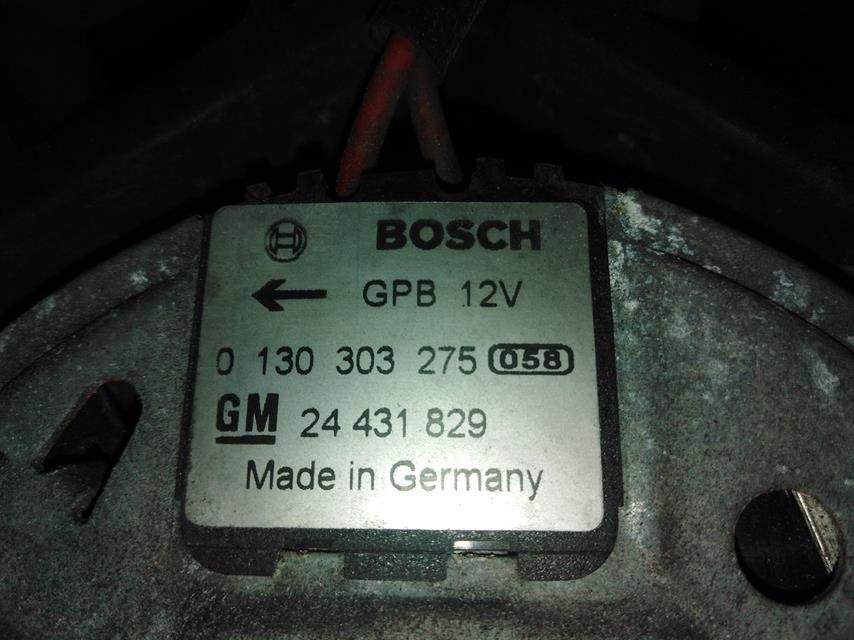 BOSCH
← GPB 12V
0 130 303 275 058
GM 24 431 829
Made in Germany